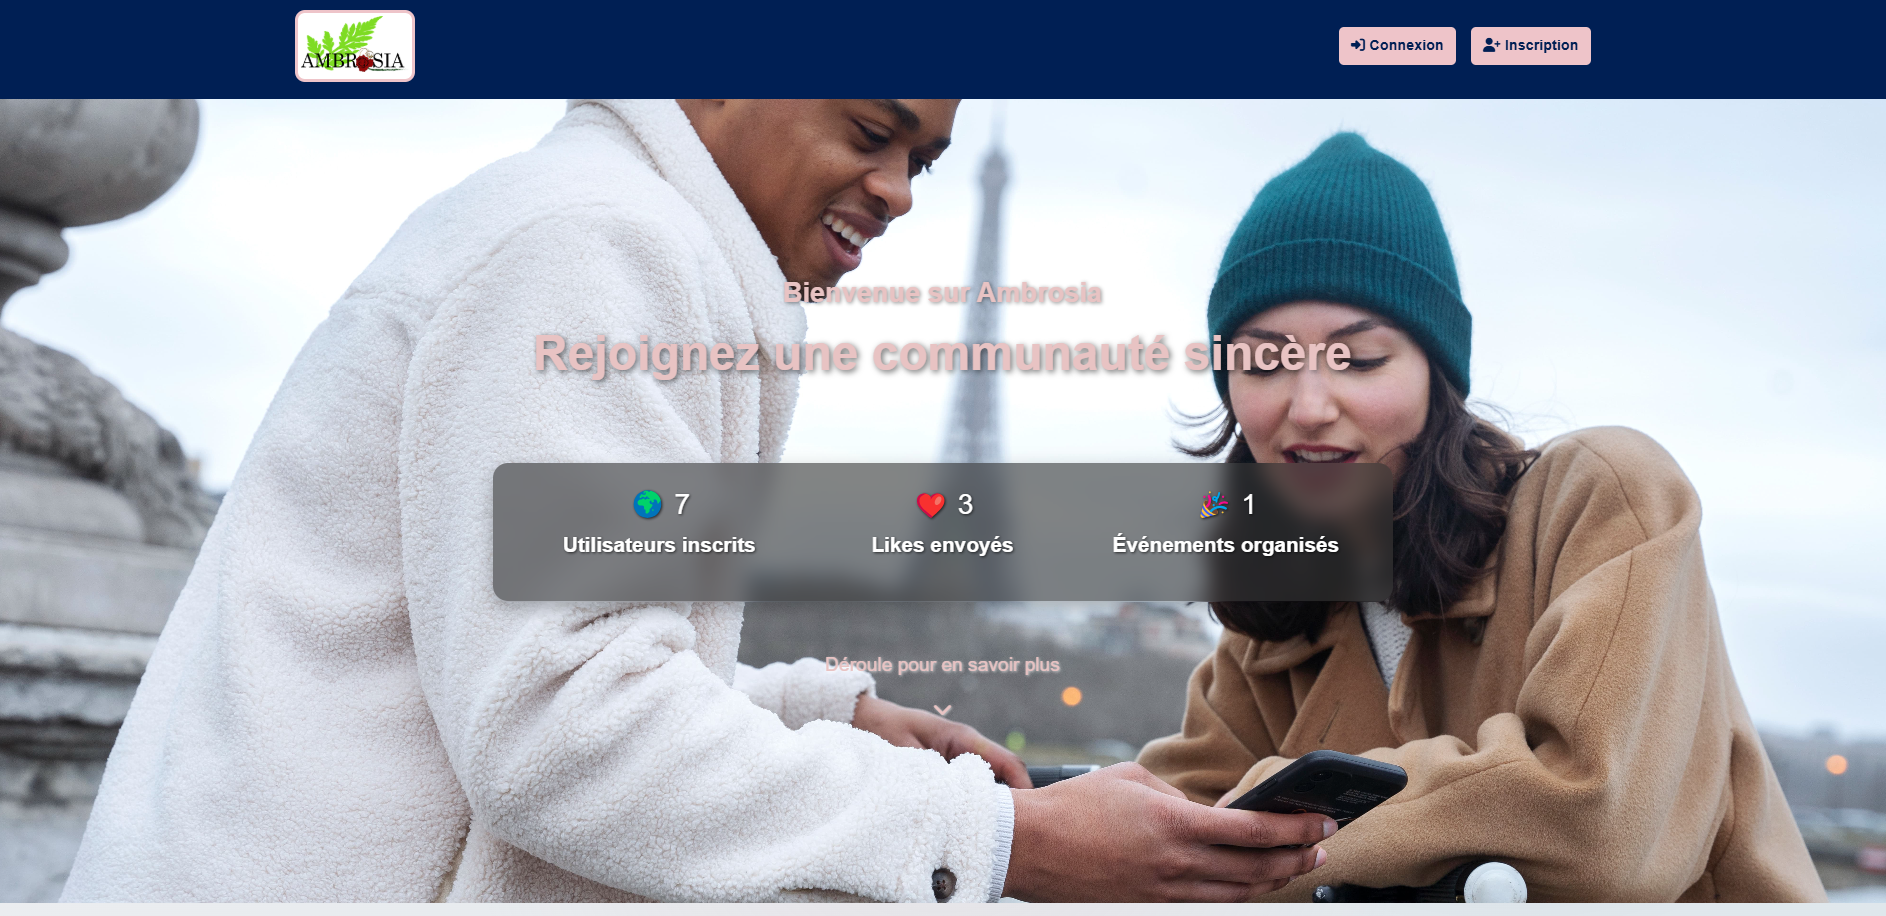 AMBROSIA
Connexion
Inscription
Bienvenue sur Ambrosia
Rejoignez une communauté sincère
7
Utilisateurs inscrits
3
Likes envoyés
1
Événements organisés
Déroule pour en savoir plus